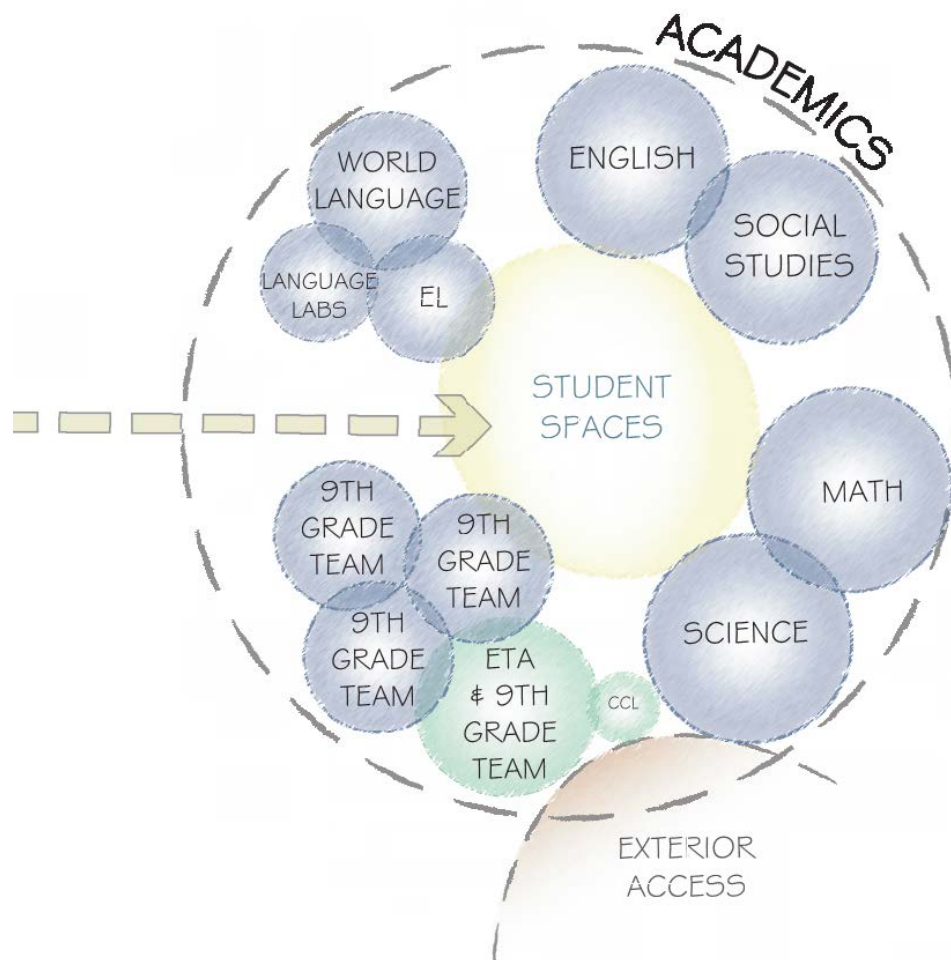 ACADEMICS
WORLD
LANGUAGE
LANGUAGE
LABS
EL
ENGLISH
SOCIAL
STUDIES
STUDENT
SPACES
MATH
SCIENCE
9TH
GRADE
TEAM
9TH
GRADE
TEAM
9TH
GRADE
TEAM
ETA
& 9TH
GRADE
TEAM
CCL
EXTERIOR
ACCESS